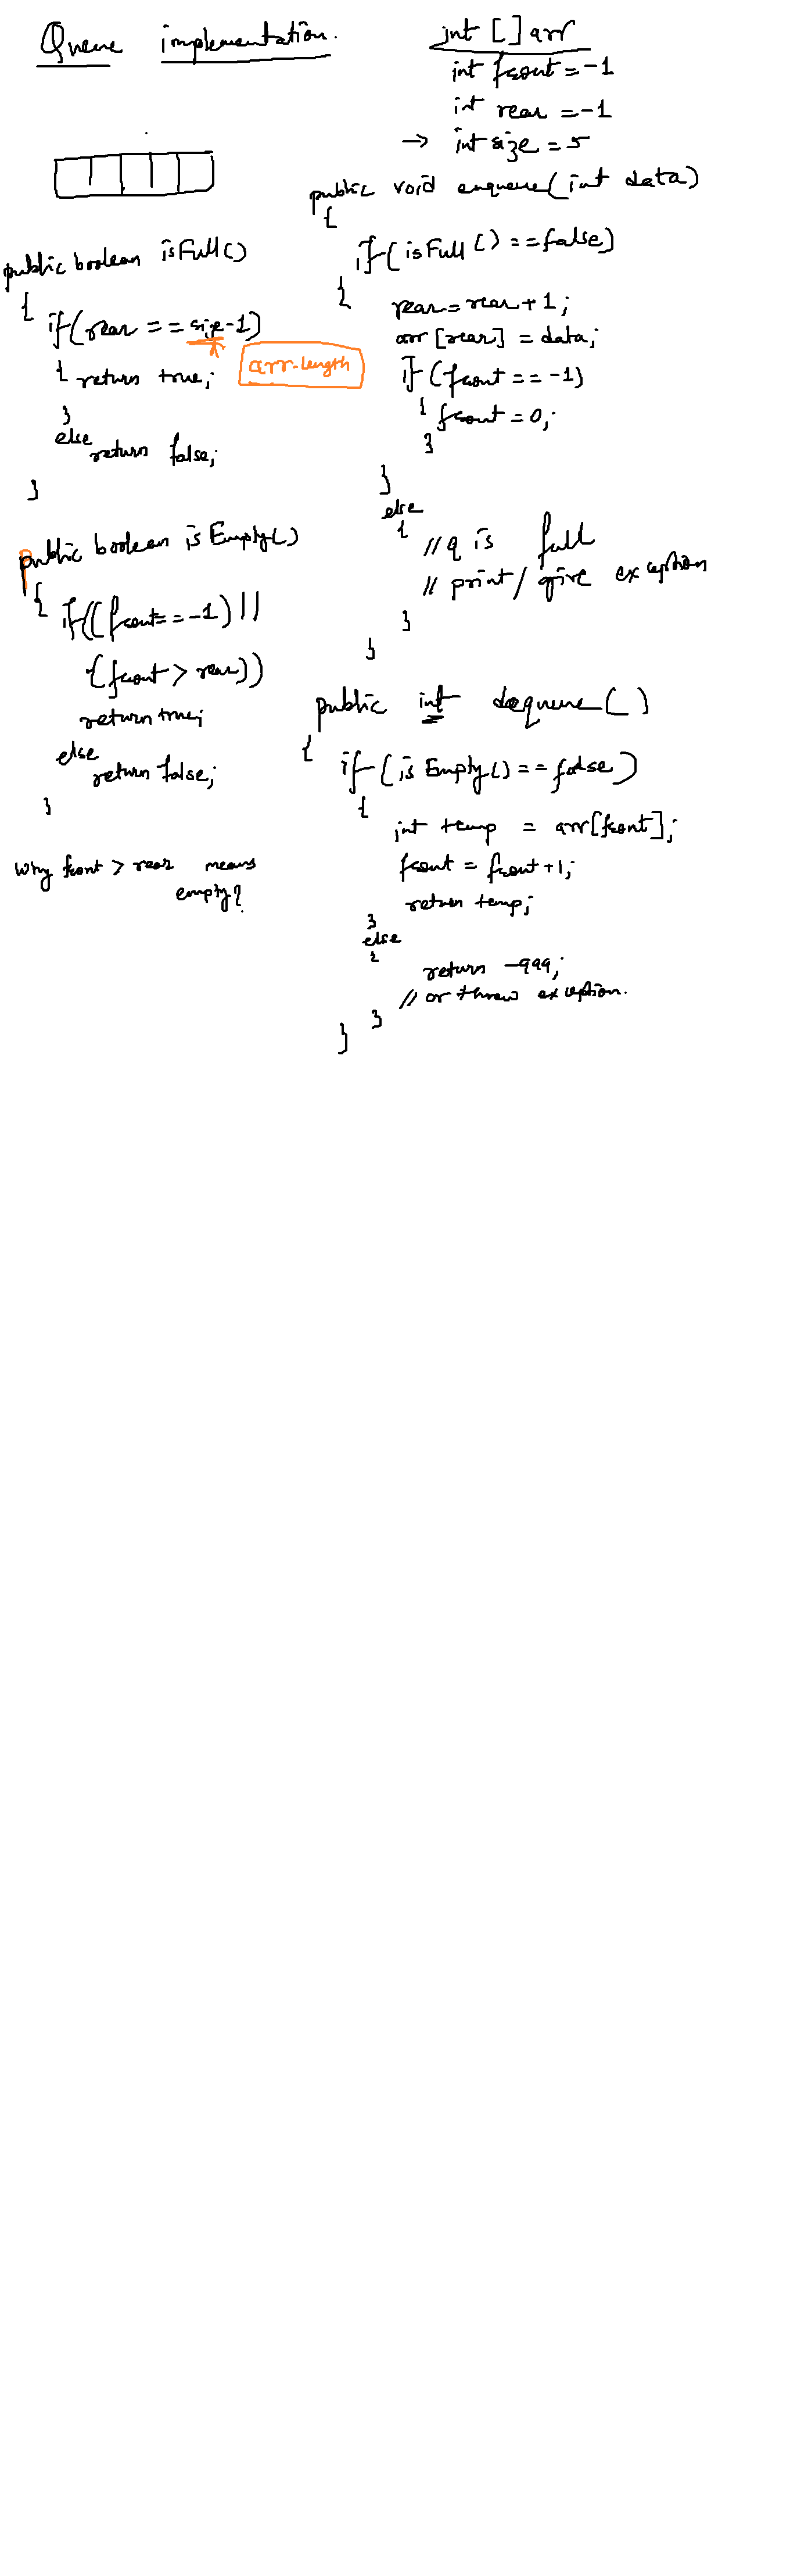 Queue implementation.
int [] arr
int front = -1
int rear = -1
→ int size = 5
public boolean isFull()
{
if(rear == size-1)
arr.length
{ return true;
}
else
return false;
}
public boolean isEmpty()
{
if((front == -1) ||
(front > rear))
return true;
else
return false;
}
Why front > rear means
empty?
public void enqueue(int data)
{
if(isFull() == false)
{
rear = rear + 1;
arr [rear] = data;
if (front == -1)
{ front = 0;
}
}
else
{
// q is full
// print / give exception
}
}
public int dequeue()
{
if(isEmpty() == false)
{
int temp = arr[front];
front = front +1;
return temp;
}
else
{
return -999;
// or throw exception.
}
}